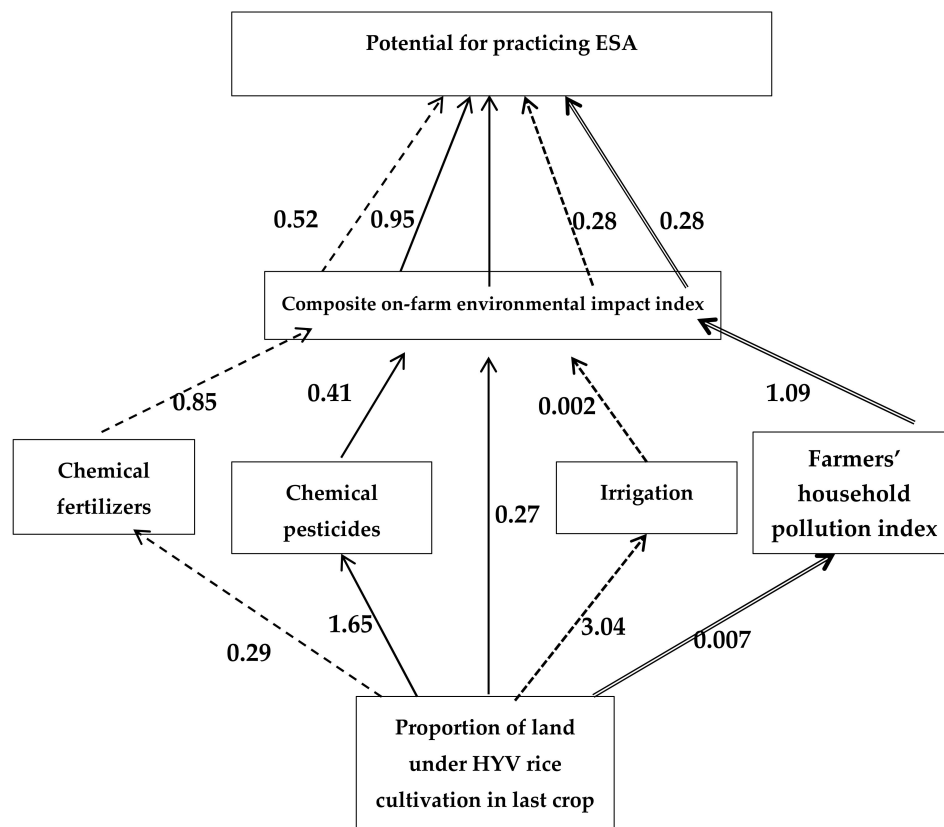 Potential for practicing ESA
0.52
0.95
0.28
0.28
Composite on-farm environmental impact index
0.85
0.41
0.002
1.09
Chemical
fertilizers
Chemical
pesticides
0.27
Irrigation
Farmers’
household
pollution index
0.29
1.65
3.04
0.007
Proportion of land
under HYV rice
cultivation in last crop